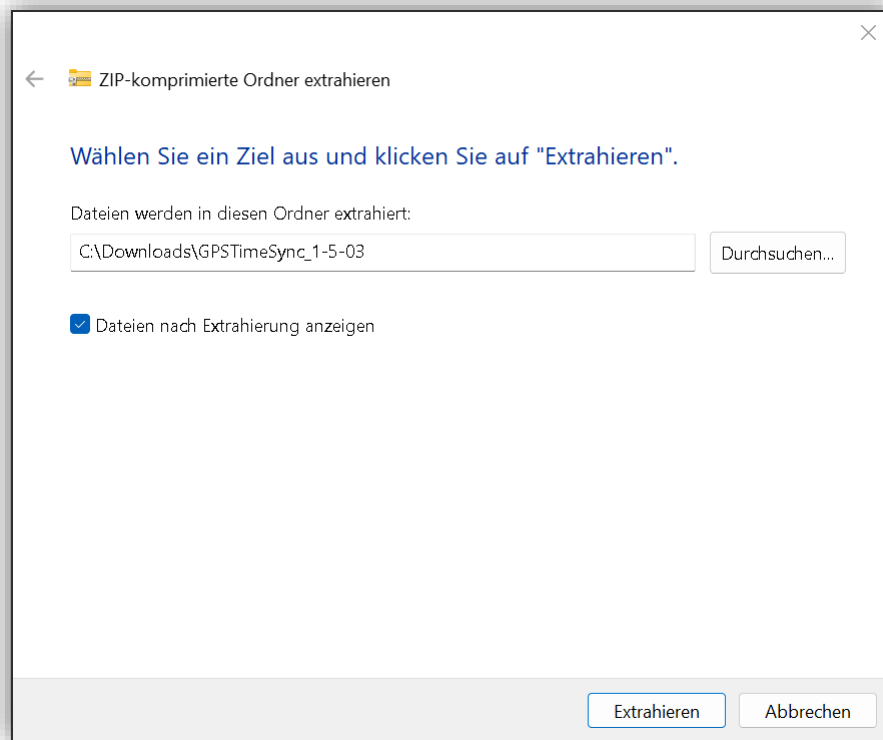 ZIP-komprimierte Ordner extrahieren
Wählen Sie ein Ziel aus und klicken Sie auf "Extrahieren".
Dateien werden in diesen Ordner extrahiert:
C:\Downloads\GPSTimeSync_1-5-03
Durchsuchen...
Dateien nach Extrahierung anzeigen
Extrahieren
Abbrechen